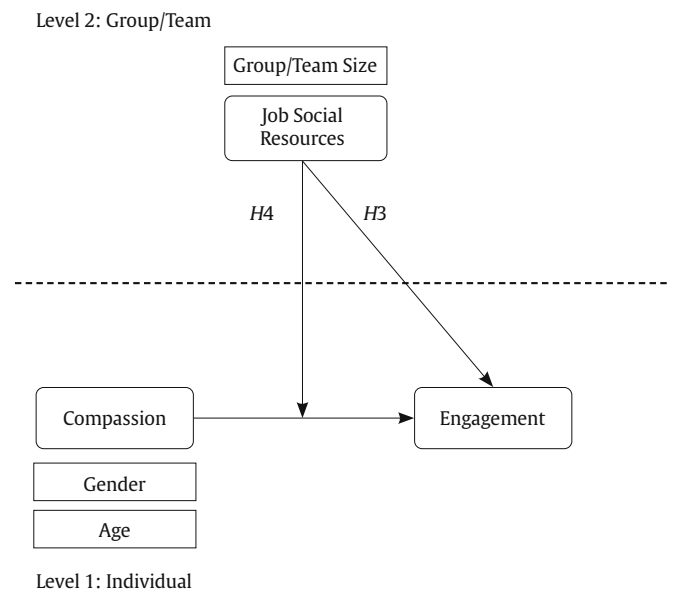 Level 2: Group/Team
Group/Team Size
Job Social
Resources
H4
H3
Compassion
Engagement
Gender
Age
Level 1: Individual